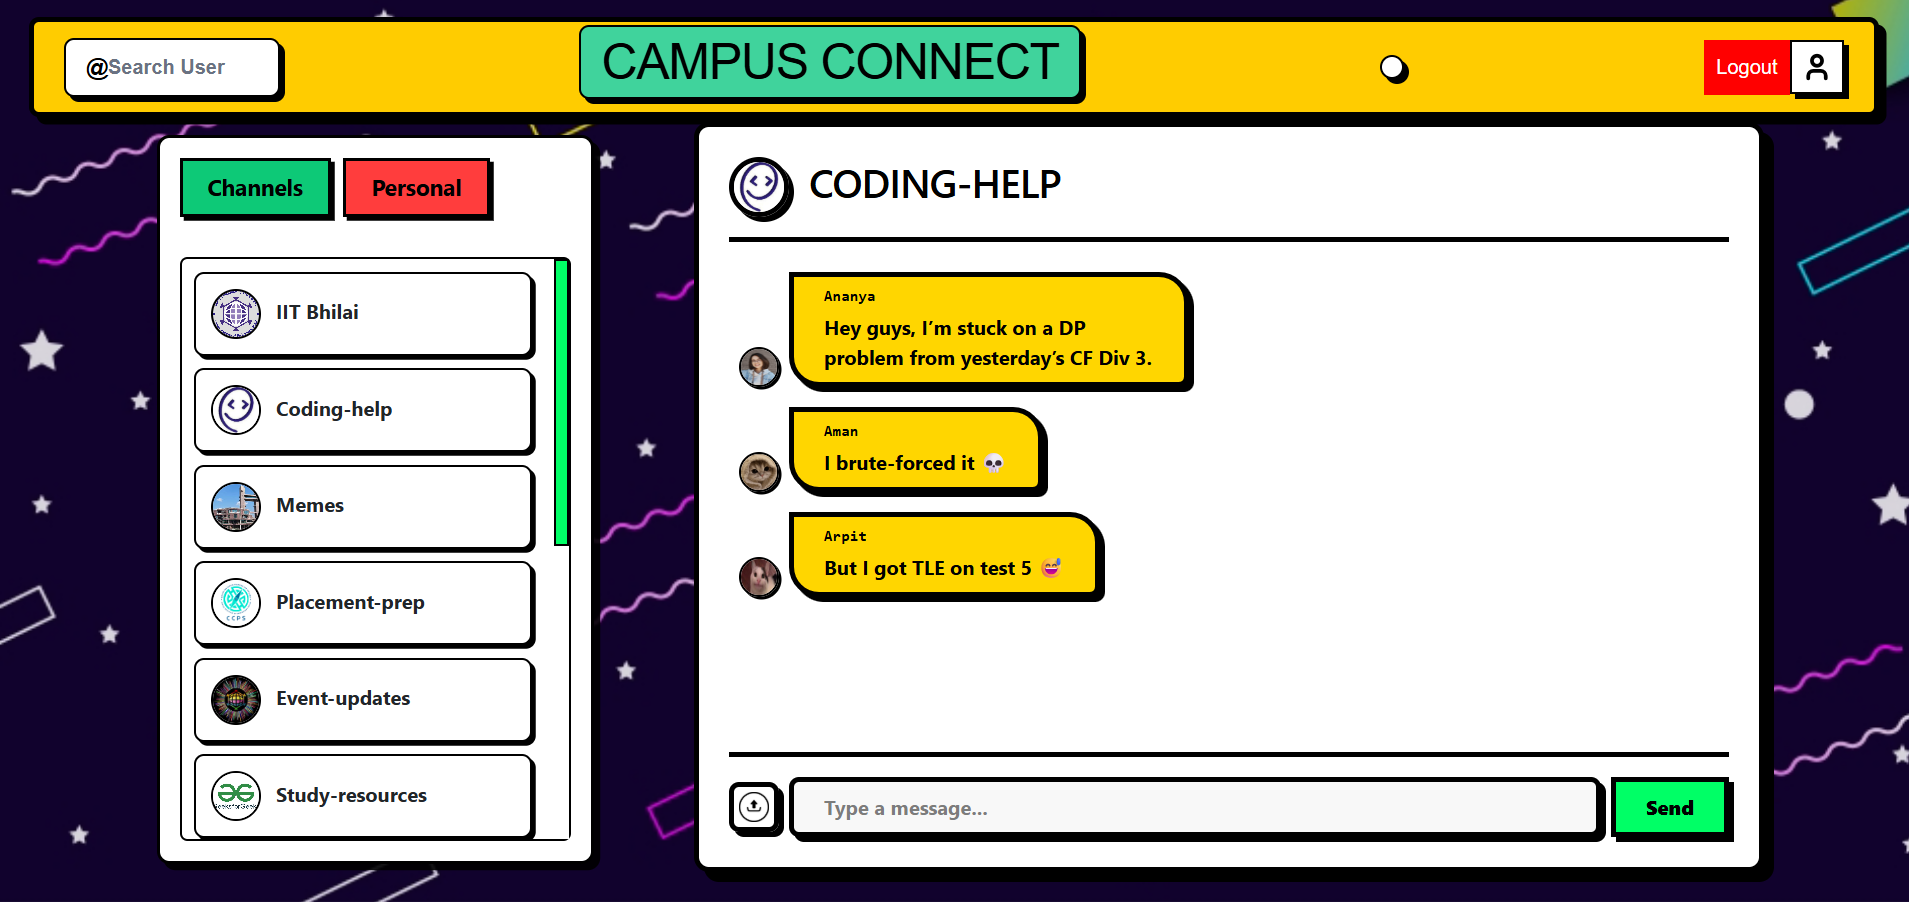 @Search User
CAMPUS CONNECT
Logout
Channels
Personal
IIT Bhilai
Coding-help
Memes
Placement-prep
CCPS
Event-updates
Study-resources
CODING-HELP
Ananya
Hey guys, I’m stuck on a DP
problem from yesterday’s CF Div 3.
Aman
I brute-forced it 💀
Arpit
But I got TLE on test 5 😅
Type a message...
Send